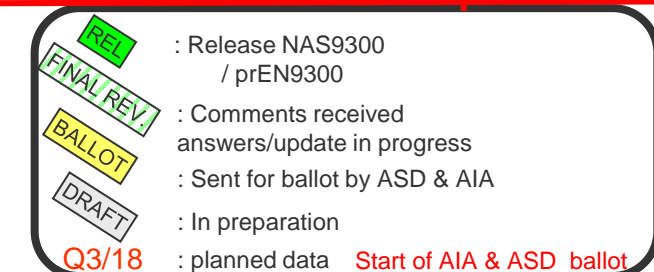 REL : Release NAS9300
/ prEN9300
FINAL REV. : Comments received
answers/update in progress
BALLOT : Sent for ballot by ASD & AIA
DRAFT : In preparation
Q3/18 : planned data Start of AIA & ASD ballot